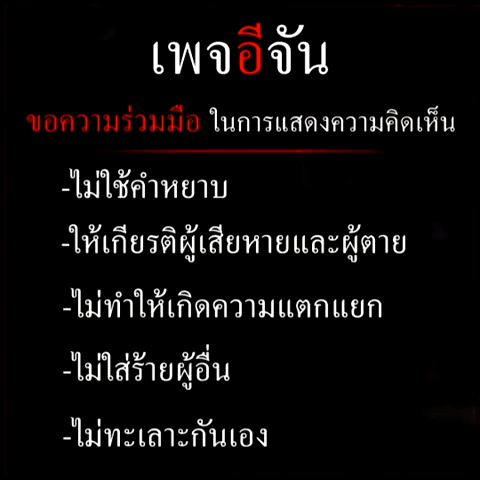 เพจอีจัน
ขอความร่วมมือ ในการแสดงความคิดเห็น
-ไม่ใช้คำหยาบ
-ให้เกียรติผู้เสียหายและผู้ตาย
-ไม่ทำให้เกิดความแตกแยก
-ไม่ใส่ร้ายผู้อื่น
-ไม่ทะเลาะกันเอง